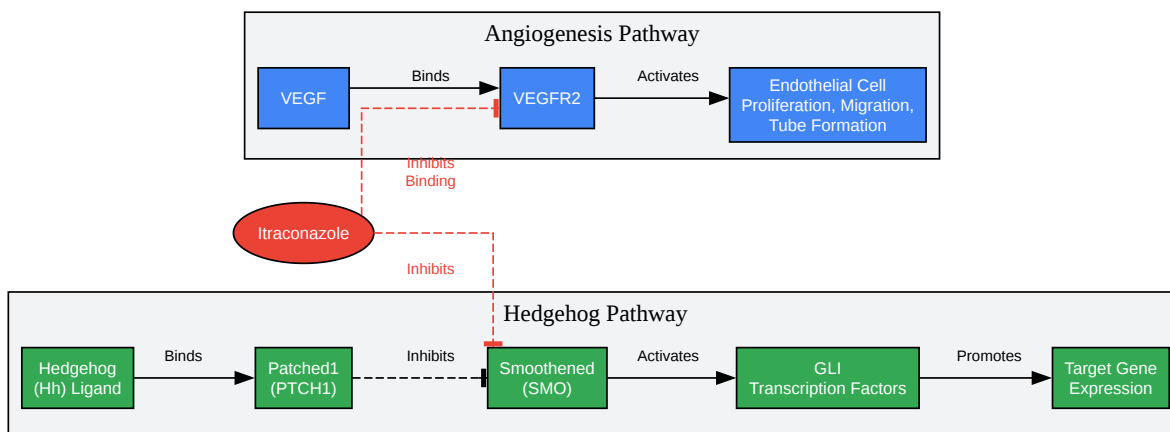 Angiogenesis Pathway
VEGF
Binds
VEGFR2
Activates
Endothelial Cell
Proliferation, Migration,
Tube Formation
Inhibits
Binding
Itraconazole
Inhibits
Hedgehog Pathway
Hedgehog
(Hh) Ligand
Binds
Patched1
(PTCH1)
Inhibits
Smoothened
(SMO)
Activates
GLI
Transcription Factors
Promotes
Target Gene
Expression